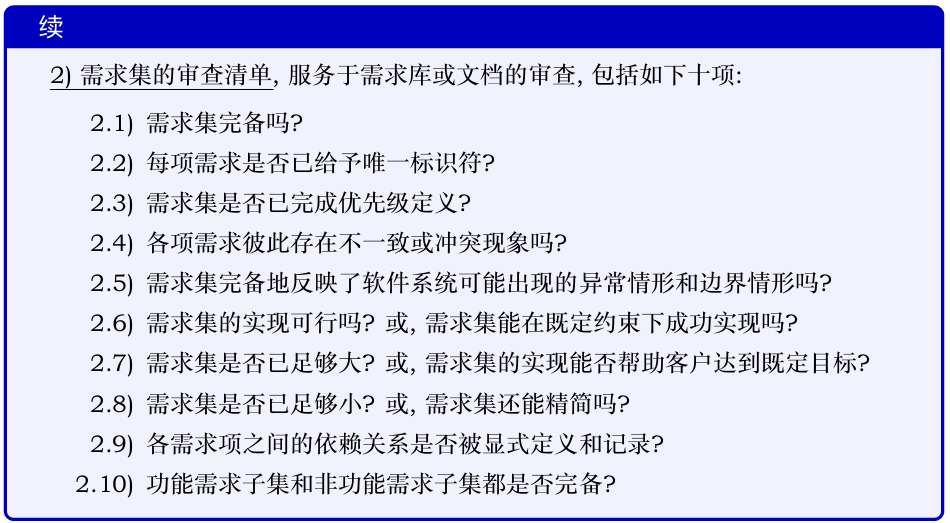 续
2) 需求集的审查清单, 服务于需求库或文档的审查, 包括如下十项:
2.1) 需求集完备吗?
2.2) 每项需求是否已给予唯一标识符?
2.3) 需求集是否已完成优先级定义?
2.4) 各项需求彼此存在不一致或冲突现象吗?
2.5) 需求集完备地反映了软件系统可能出现的异常情形和边界情形吗?
2.6) 需求集的实现可行吗? 或, 需求集能在既定约束下成功实现吗?
2.7) 需求集是否已足够大? 或, 需求集的实现能否帮助客户达到既定目标?
2.8) 需求集是否已足够小? 或, 需求集还能精简吗?
2.9) 各需求项之间的依赖关系是否被显式定义和记录?
2.10) 功能需求子集和非功能需求子集都是否完备?